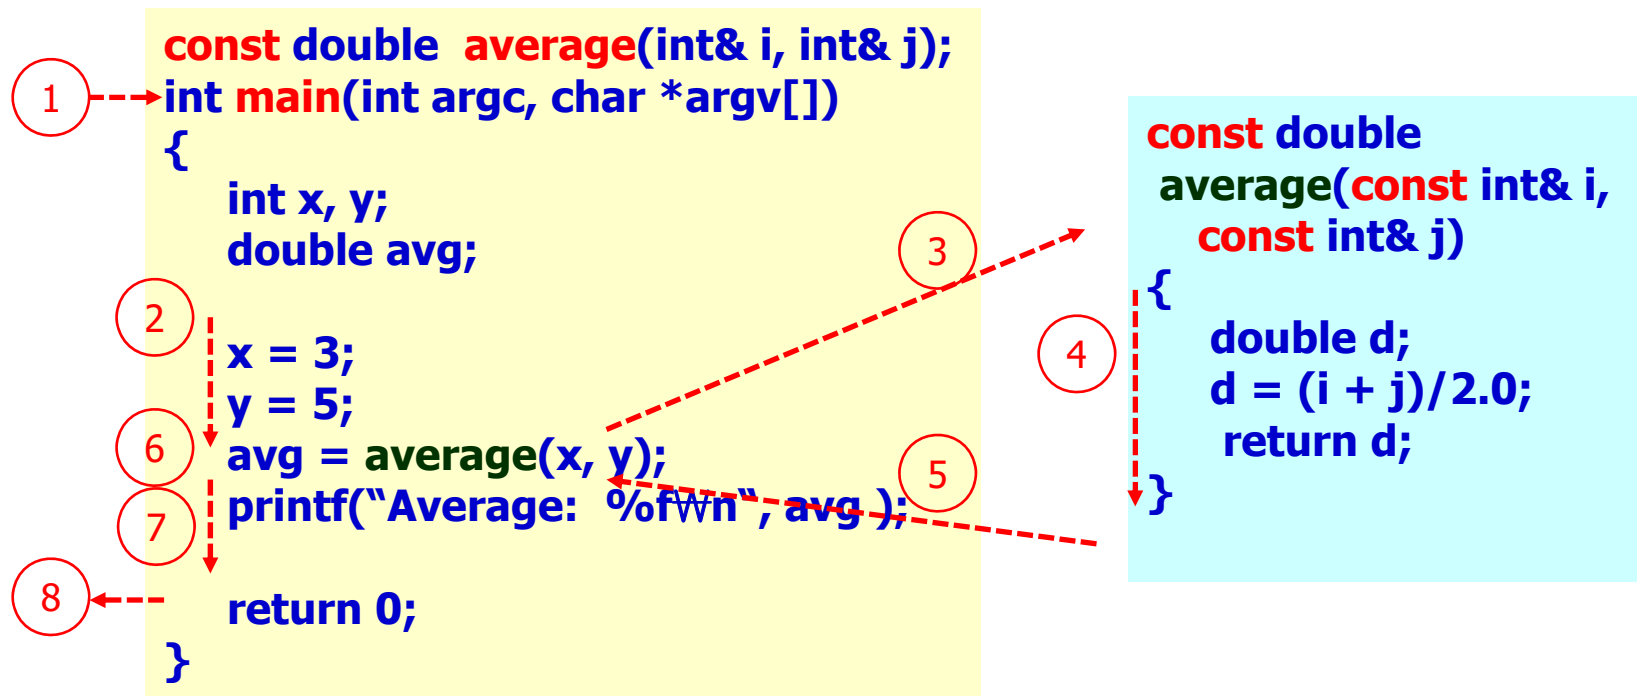 const double  average(int& i, int& j);
1
int main(int argc, char *argv[])
{
int x, y;
double avg;
2
x = 3;
y = 5;
6
avg = average(x, y);
7
printf(“Average:  %f₩n“, avg );
8
return 0;
}
3
5
const double
average(const int& i,
const int& j)
{
4
double d;
d = (i + j)/2.0;
return d;
}